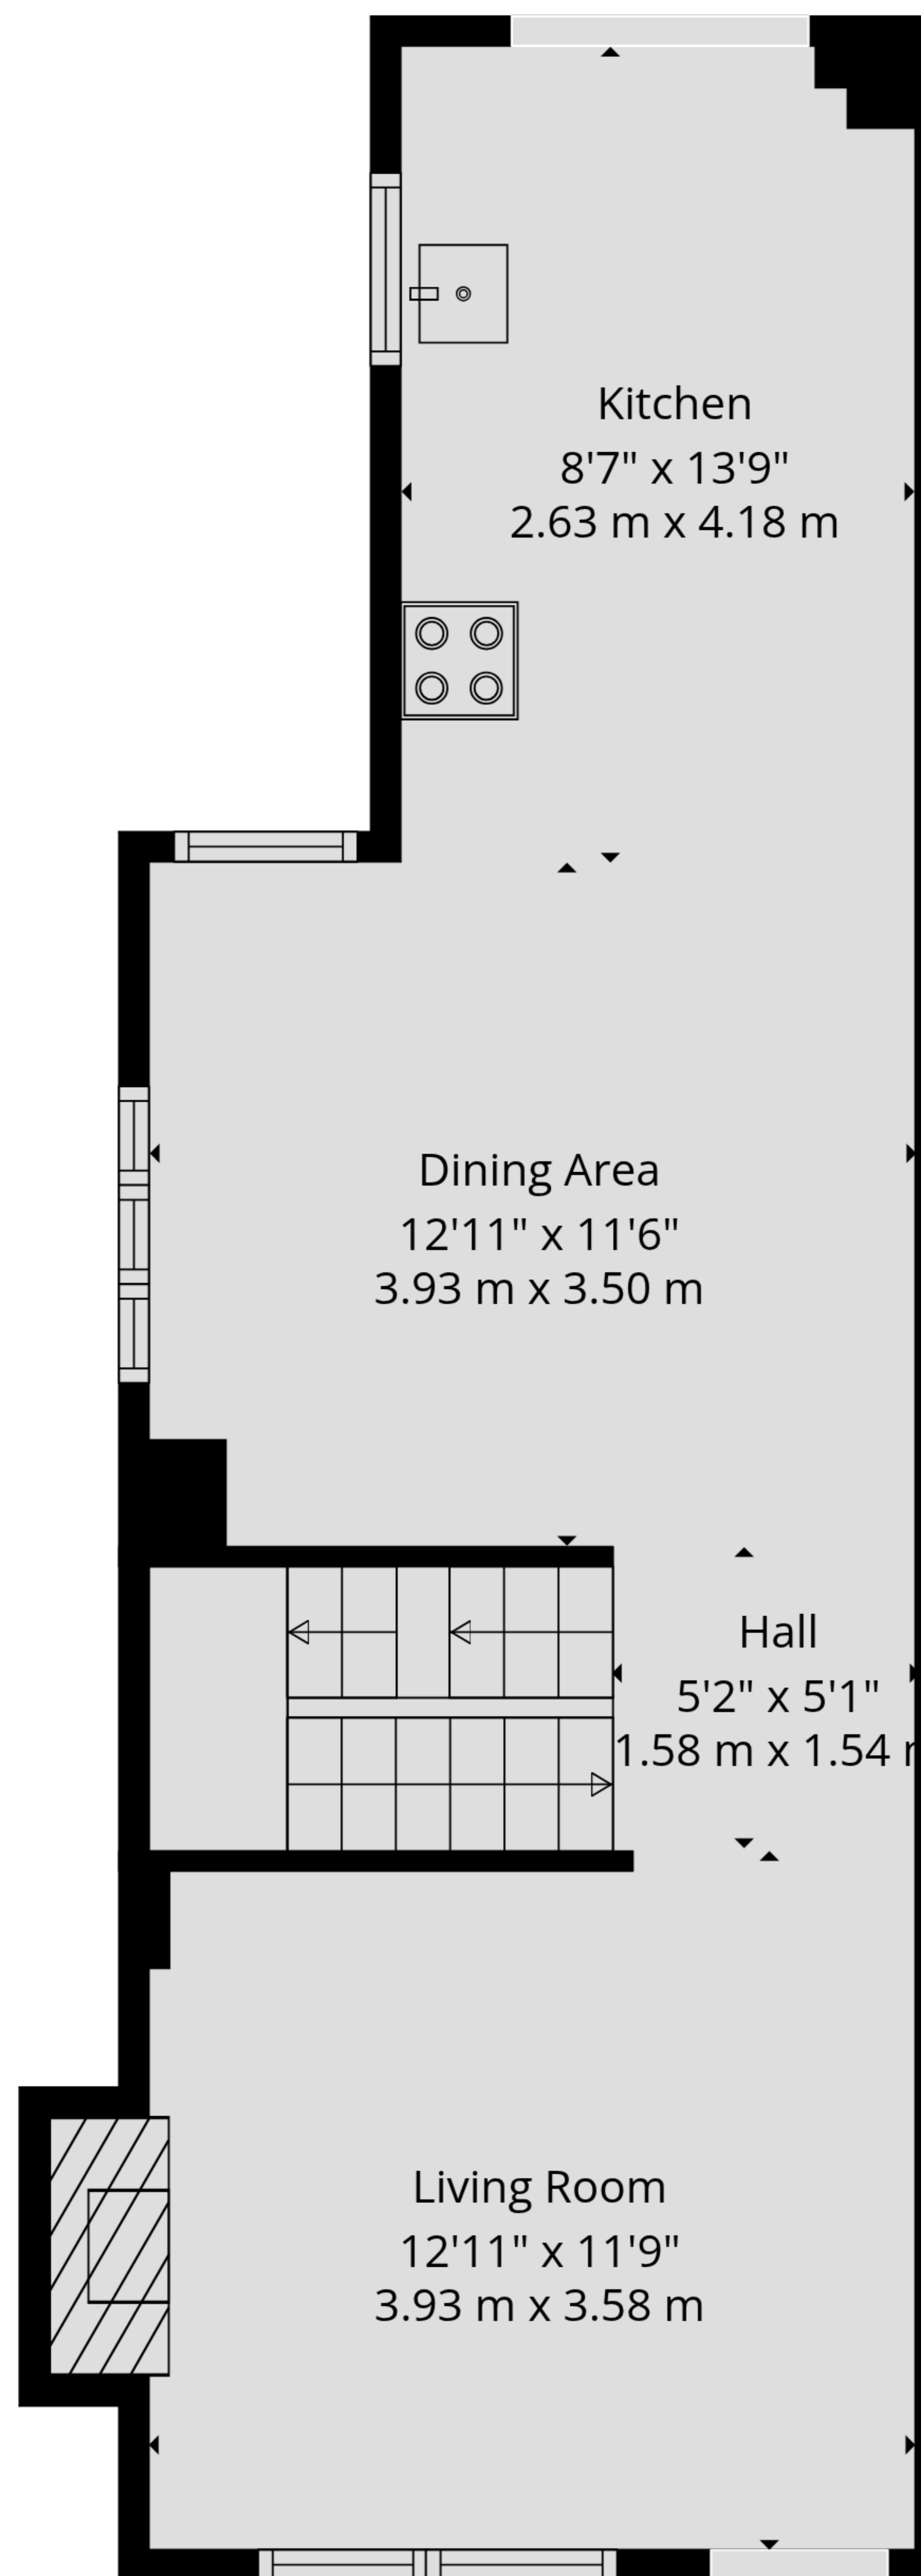 Kitchen
8'7" x 13'9"
2.63 m x 4.18 m
Dining Area
12'11" x 11'6"
3.93 m x 3.50 m
Hall
5'2" x 5'1"
1.58 m x 1.54
Living Room
12'11" x 11'9"
3.93 m x 3.58 m